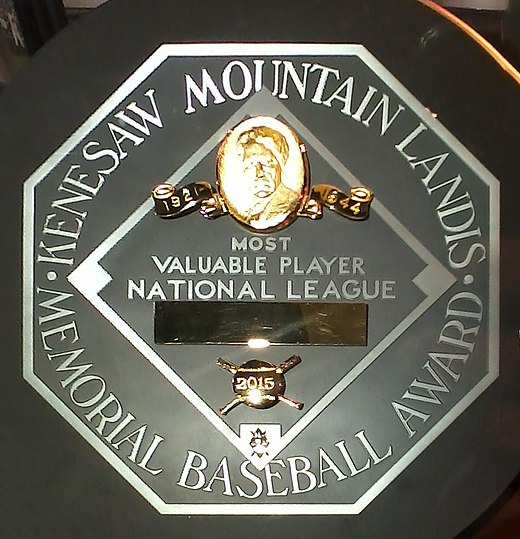 KENESAW MOUNTAIN LANDIS
1921 1944
MOST
VALUABLE PLAYER
NATIONAL LEAGUE
2015
MEMORIAL BASEBALL AWARD